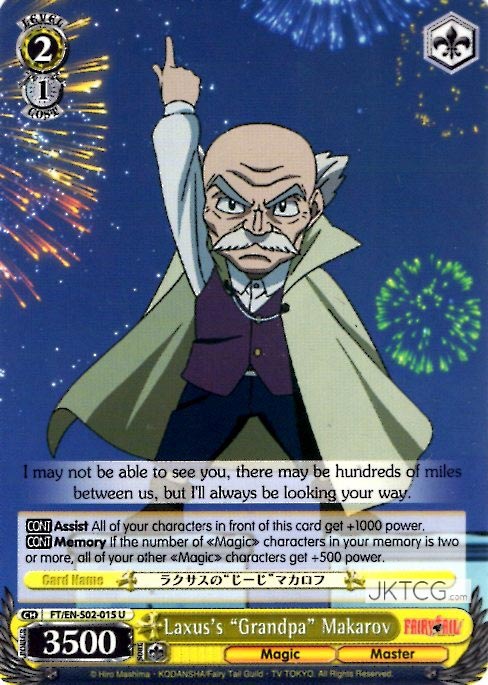 LEVEL
2
1
COST
I may not be able to see you, there may be hundreds of miles
between us, but I'll always be looking your way.
CONT Assist All of your characters in front of this card get +1000 power.
CONT Memory If the number of «Magic» characters in your memory is two
or more, all of your other «Magic» characters get +500 power.
Card Name ラクサスの“じーじ”マカロフ
JKTCG.com
CH FT/EN-S02-015 U
POWER 3500 SOUL Laxus's “Grandpa” Makarov FAIRY TAIL
Magic Master
© Hiro Mashima • KODANSHA/Fairy Tail Guild • TV TOKYO. All Rights Reserved.